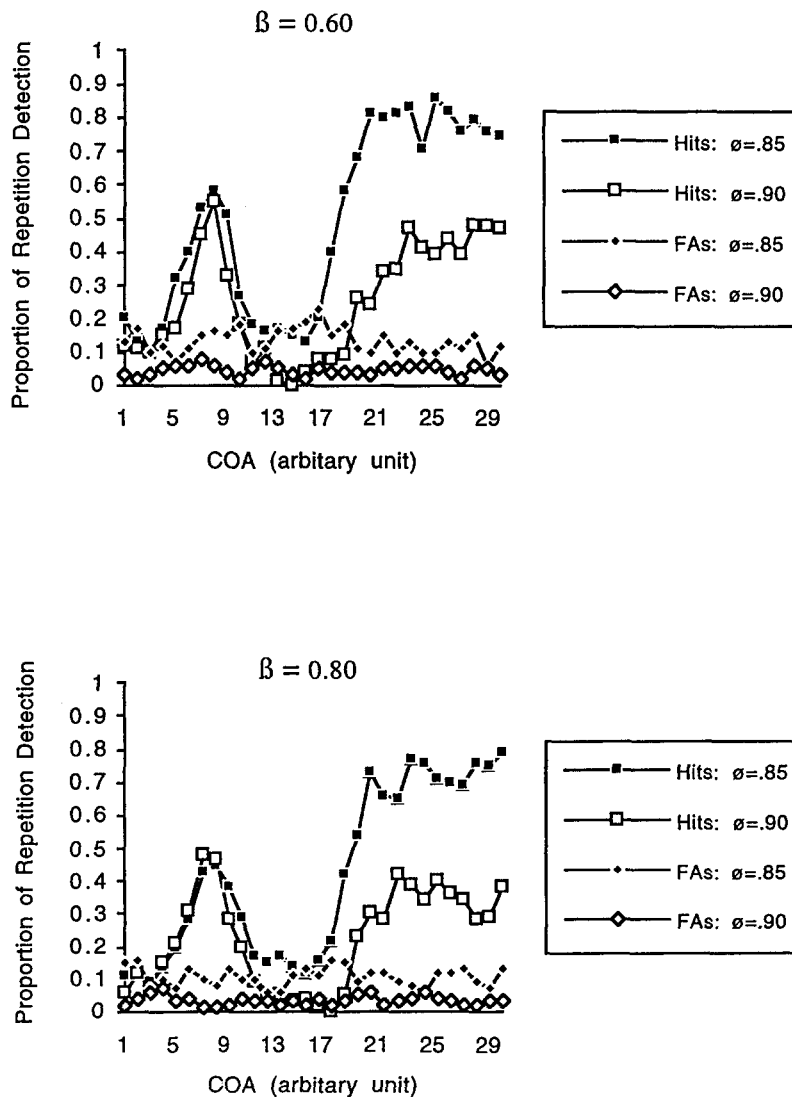 ß = 0.60
1
0.9
0.8
0.7
0.6
0.5
0.4
0.3
0.2
0.1
0
Proportion of Repetition Detection
1 5 9 13 17 21 25 29
COA (arbitary unit)
Hits: ø=.85
Hits: ø=.90
FAs: ø=.85
FAs: ø=.90
ß = 0.80
1
0.9
0.8
0.7
0.6
0.5
0.4
0.3
0.2
0.1
0
Proportion of Repetition Detection
1 5 9 13 17 21 25 29
COA (arbitary unit)
Hits: ø=.85
Hits: ø=.90
FAs: ø=.85
FAs: ø=.90